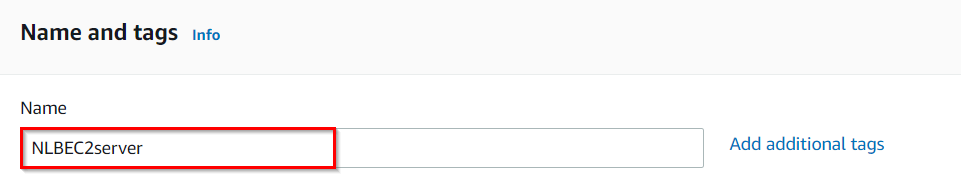 Name and tags Info
Name
NLBEC2server
Add additional tags